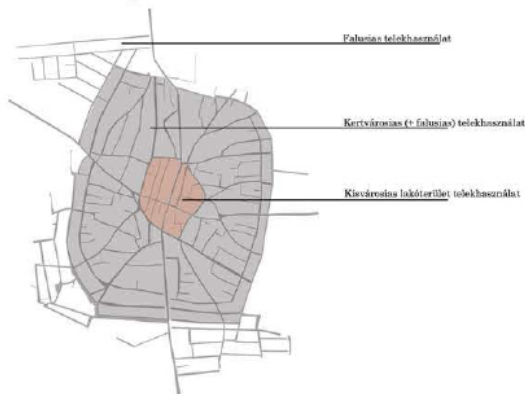 Falusias telekhasználat
Kertvárosias (+ falusias) telekhasználat
Kisvárosias lakóterület telekhasználat